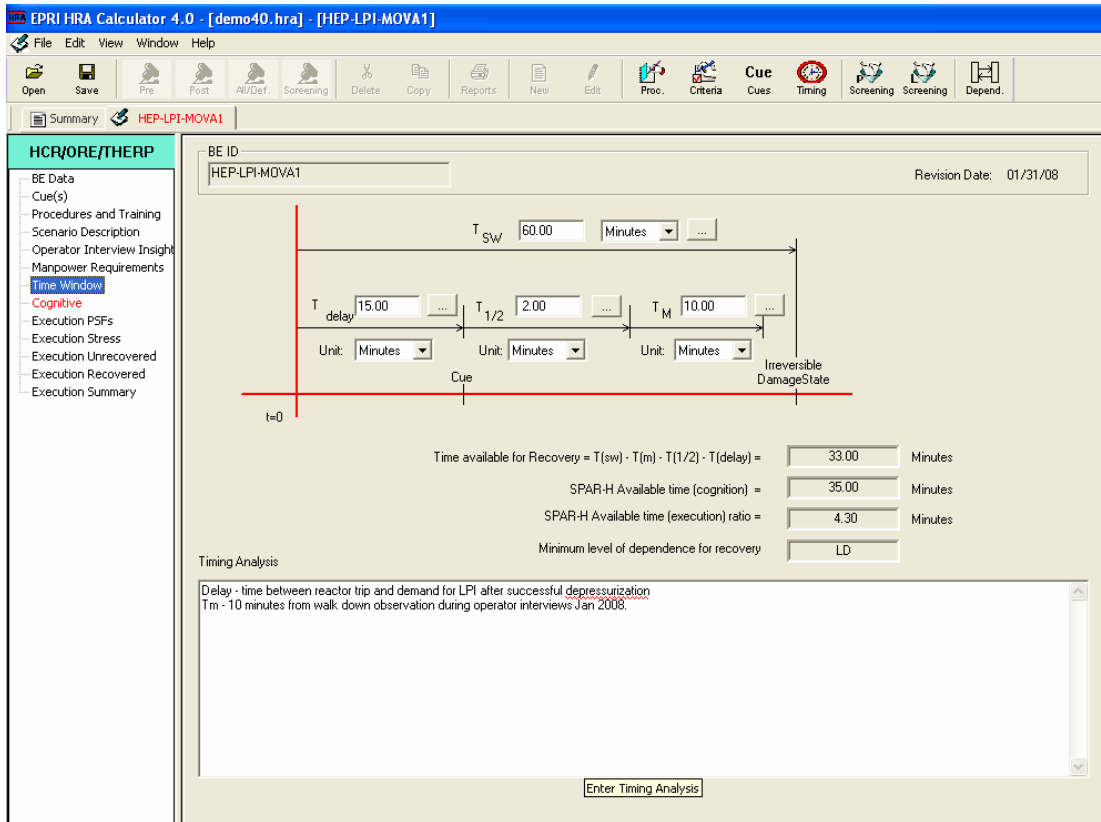 HRA EPRI HRA Calculator 4.0 - [demo40.hra] - [HEP-LPI-MOVA1]
File Edit View Window Help
Open Save Pre Post All/Def. Screening Delete Copy Reports New Edit Proc. Criteria Cue Cues Timing Screening Screening Depend.
Summary HEP-LPI-MOVA1
HCR/ORE/THERP
BE Data
Cue(s)
Procedures and Training
Scenario Description
Operator Interview Insight
Manpower Requirements
Time Window
Cognitive
Execution PSFs
Execution Stress
Execution Unrecovered
Execution Recovered
Execution Summary
BE ID
HEP-LPI-MOVA1
Revision Date: 01/31/08
T SW 60.00 Minutes ...
T delay 15.00 ... T 1/2 2.00 ... T M 10.00 ...
Unit: Minutes Unit: Minutes Unit: Minutes
Irreversible
Cue DamageState
t=0
Time available for Recovery = T(sw) - T(m) - T(1/2) - T(delay) = 33.00 Minutes
SPAR-H Available time (cognition) = 35.00 Minutes
SPAR-H Available time (execution) ratio = 4.30 Minutes
Minimum level of dependence for recovery LD
Timing Analysis
Delay - time between reactor trip and demand for LPI after successful depressurization
Tm - 10 minutes from walk down observation during operator interviews Jan 2008.
Enter Timing Analysis